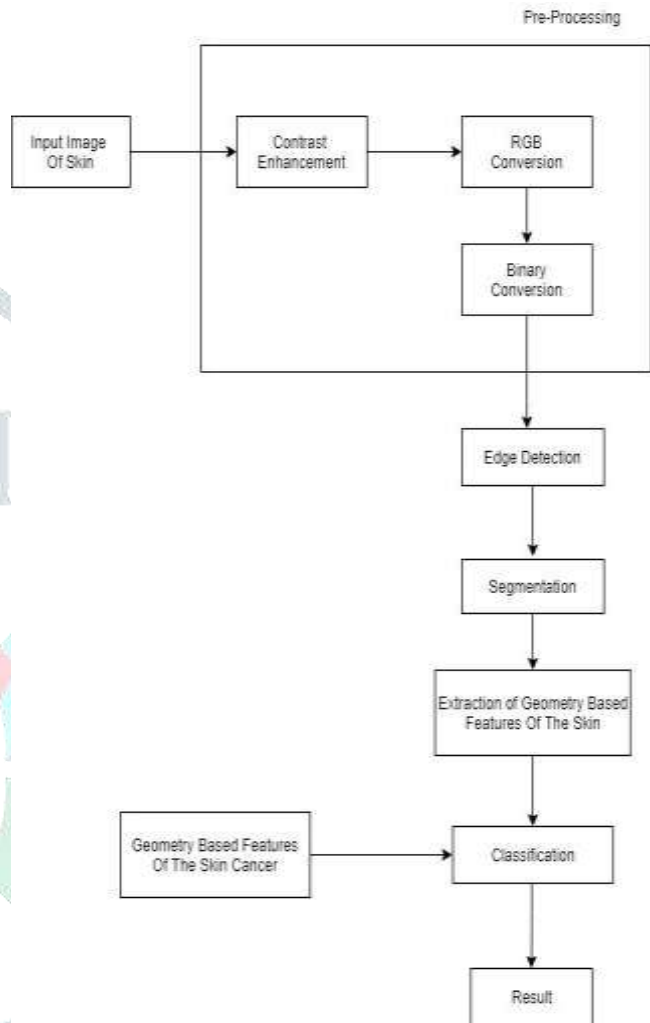 Pre-Processing
Input Image
Of Skin
Contrast
Enhancement
RGB
Conversion
Binary
Conversion
Edge Detection
Segmentation
Extraction of Geometry Based
Features Of The Skin
Geometry Based Features
Of The Skin Cancer
Classification
Result